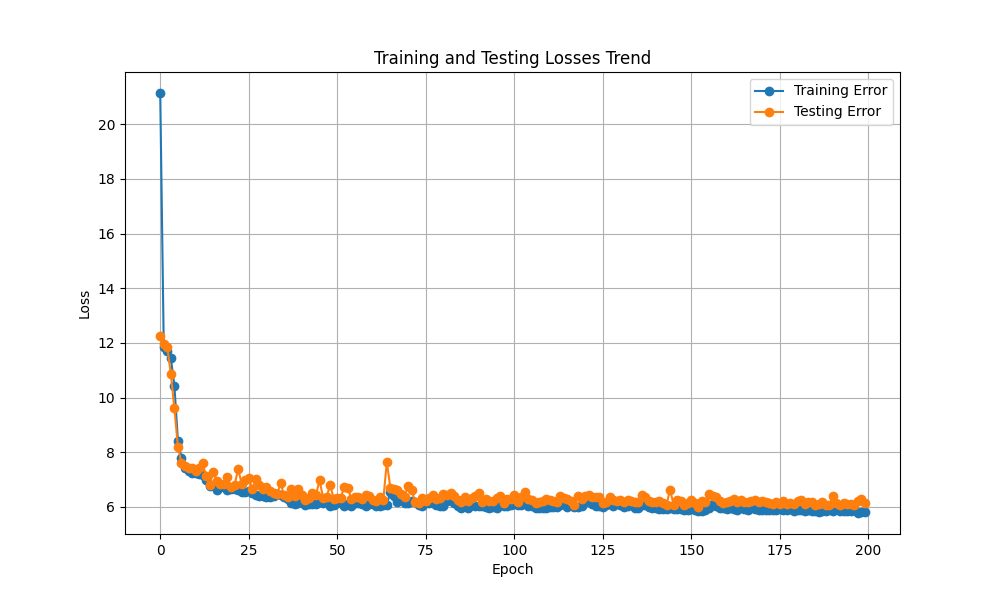 Training and Testing Losses Trend
Training Error
Testing Error
20
18
16
14
12
10
8
6
Loss
0 25 50 75 100 125 150 175 200
Epoch